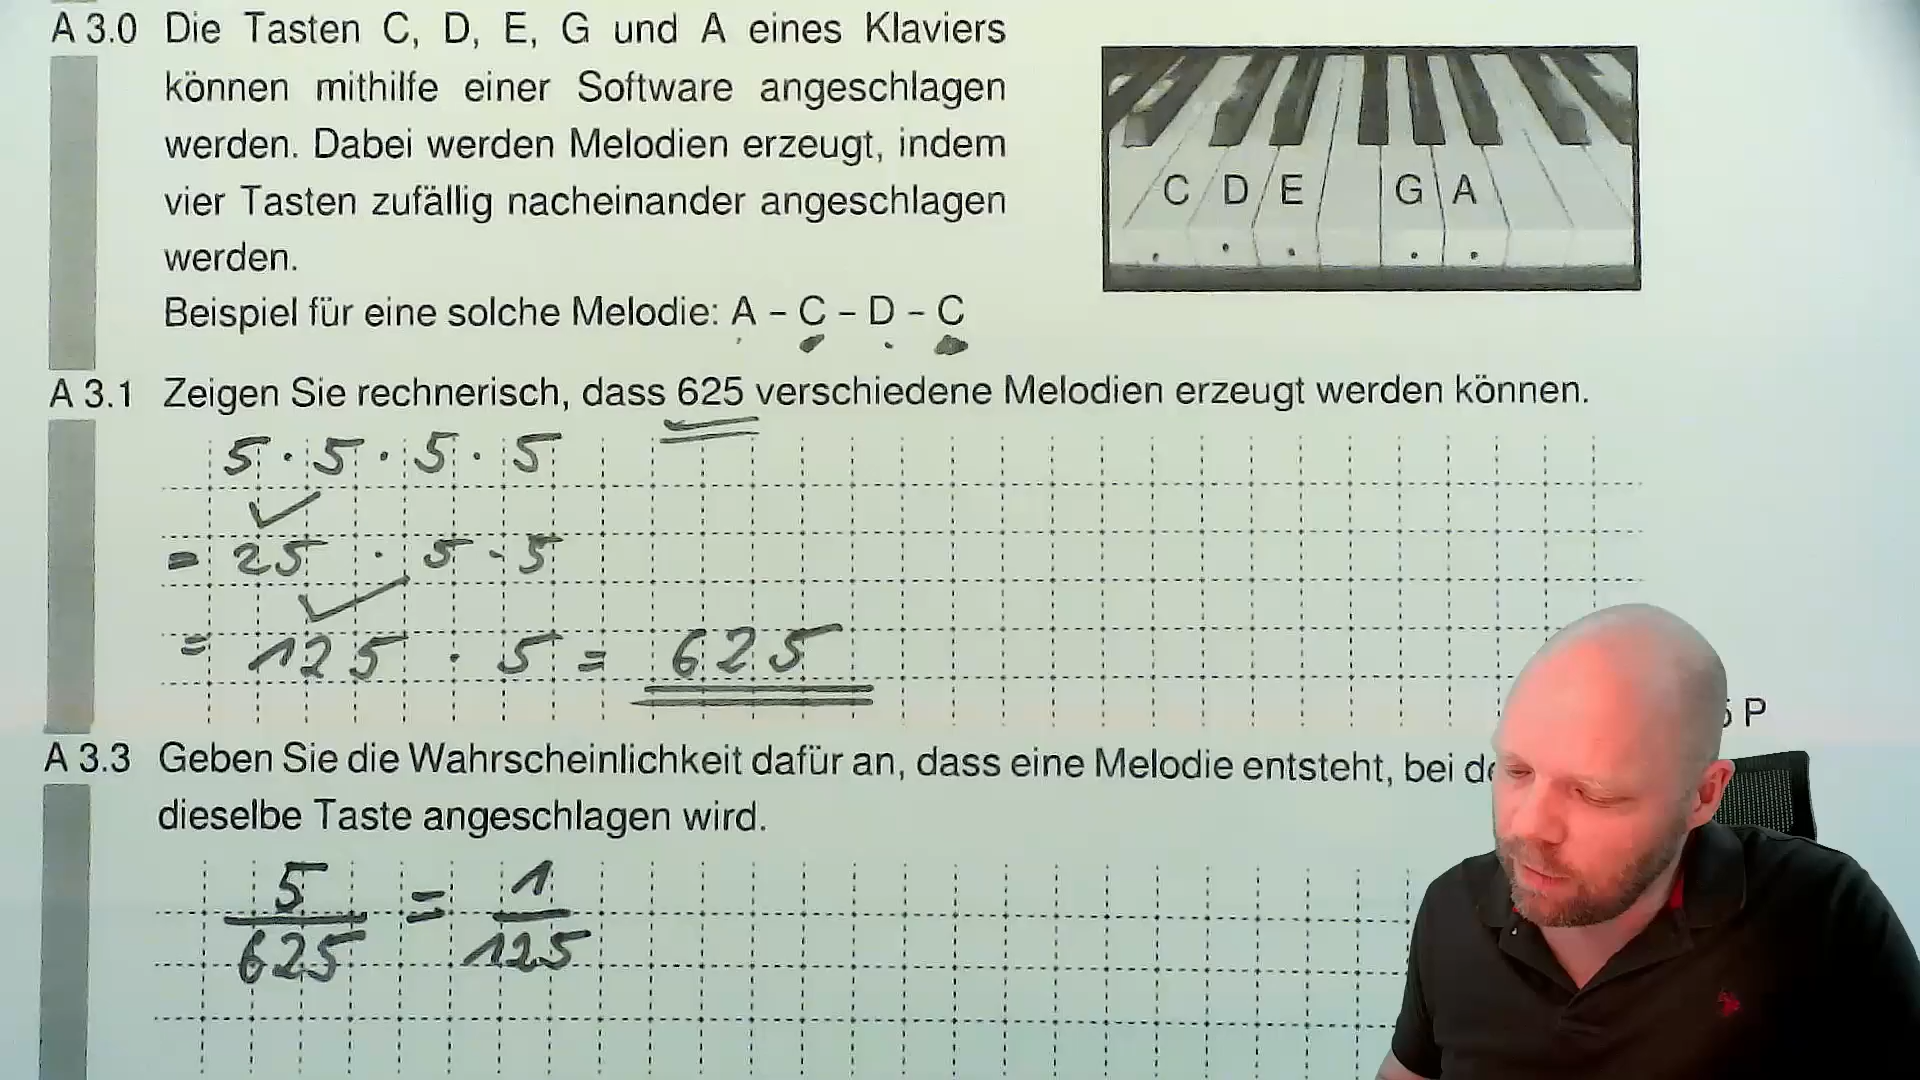 A 3.0 Die Tasten C, D, E, G und A eines Klaviers
können mithilfe einer Software angeschlagen
werden. Dabei werden Melodien erzeugt, indem
vier Tasten zufällig nacheinander angeschlagen
werden.
Beispiel für eine solche Melodie: A – C – D – C
C D E G A
A 3.1 Zeigen Sie rechnerisch, dass 625 verschiedene Melodien erzeugt werden können.
5 · 5 · 5 · 5
= 25 · 5 · 5
= 125 · 5 = 625
P
A 3.3 Geben Sie die Wahrscheinlichkeit dafür an, dass eine Melodie entsteht, bei
dieselbe Taste angeschlagen wird.
5/625 = 1/125